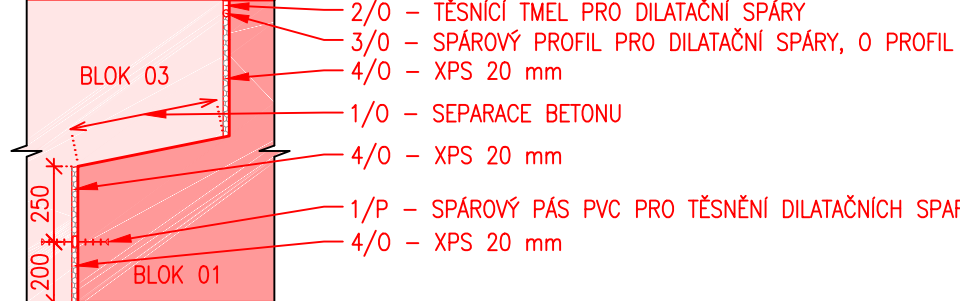 2/O – TĚSNÍCÍ TMEL PRO DILATAČNÍ SPÁRY
3/O – SPÁROVÝ PROFIL PRO DILATAČNÍ SPÁRY, O PROFIL
4/O – XPS 20 mm
BLOK 03
1/O – SEPARACE BETONU
4/O – XPS 20 mm
250
1/P – SPÁROVÝ PÁS PVC PRO TĚSNĚNÍ DILATAČNÍCH
4/O – XPS 20 mm
200
BLOK 01